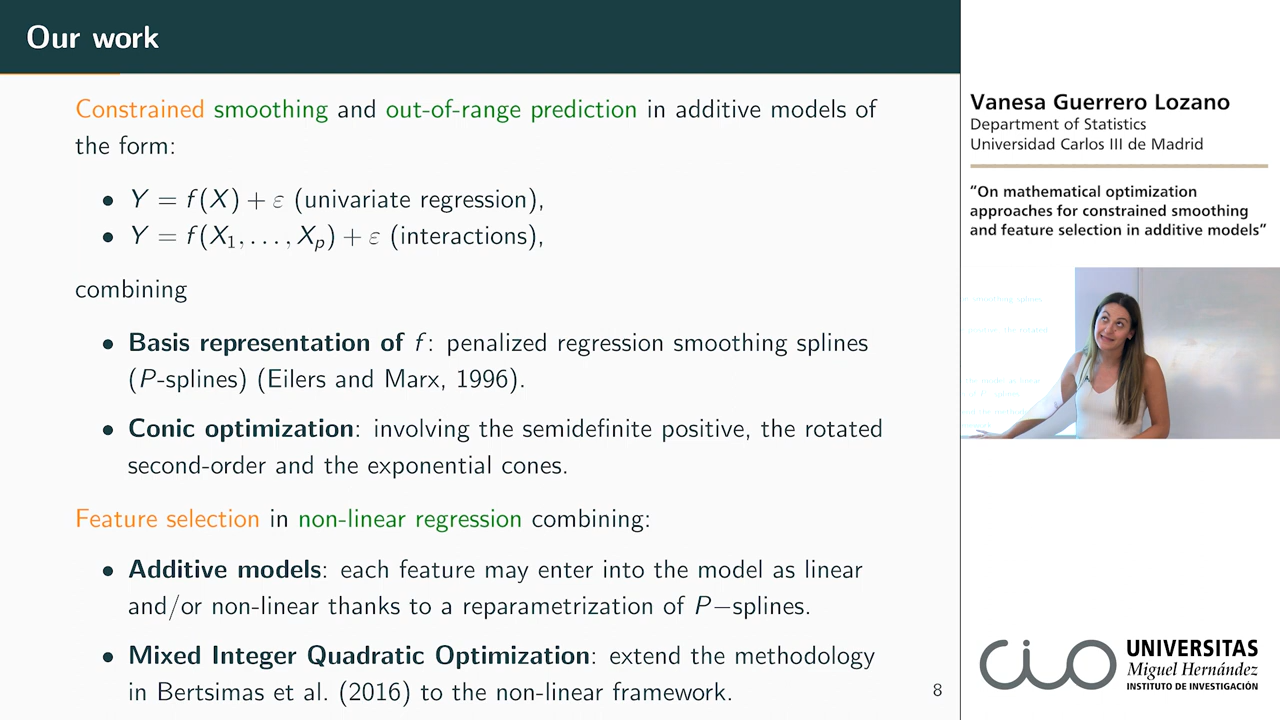 Our work
Constrained smoothing and out-of-range prediction in additive models of
the form:
• Y = f(X) + ε (univariate regression),
• Y = f(X₁, . . . , Xₚ) + ε (interactions),
combining
• Basis representation of f: penalized regression smoothing splines
(P-splines) (Eilers and Marx, 1996).
• Conic optimization: involving the semidefinite positive, the rotated
second-order and the exponential cones.
Feature selection in non-linear regression combining:
• Additive models: each feature may enter into the model as linear
and/or non-linear thanks to a reparametrization of P−splines.
• Mixed Integer Quadratic Optimization: extend the methodology
in Bertsimas et al. (2016) to the non-linear framework.
8
Vanesa Guerrero Lozano
Department of Statistics
Universidad Carlos III de Madrid
“On mathematical optimization
approaches for constrained smoothing
and feature selection in additive models”
cio
UNIVERSITAS
Miguel Hernández
INSTITUTO DE INVESTIGACIÓN